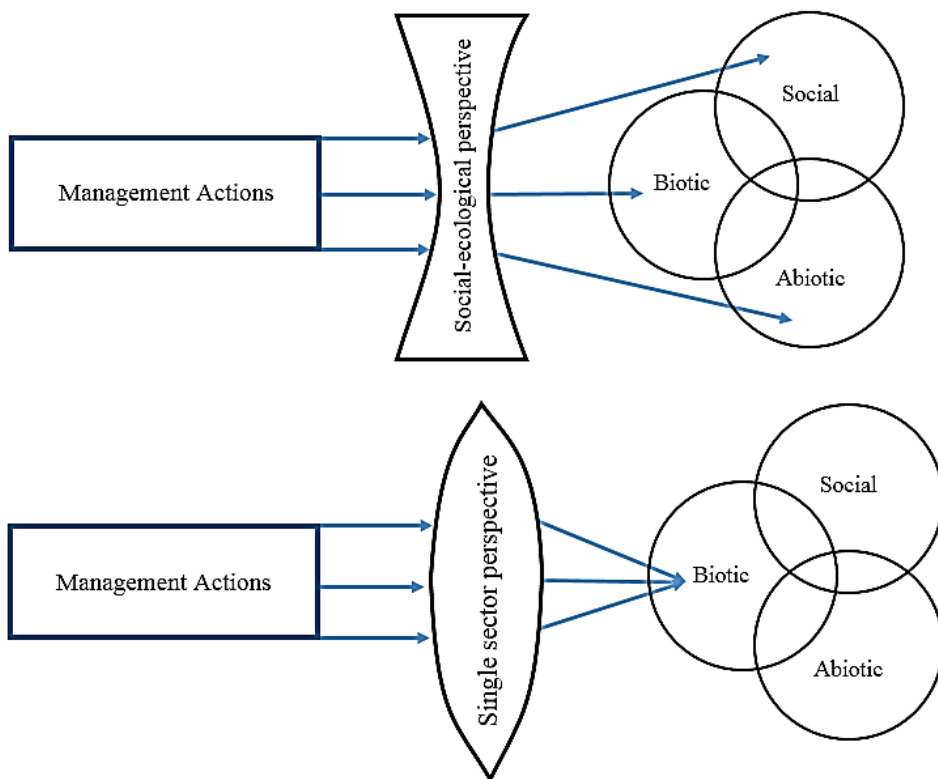 Management Actions
Social-ecological perspective
Social
Biotic
Abiotic
Management Actions
Single sector perspective
Social
Biotic
Abiotic